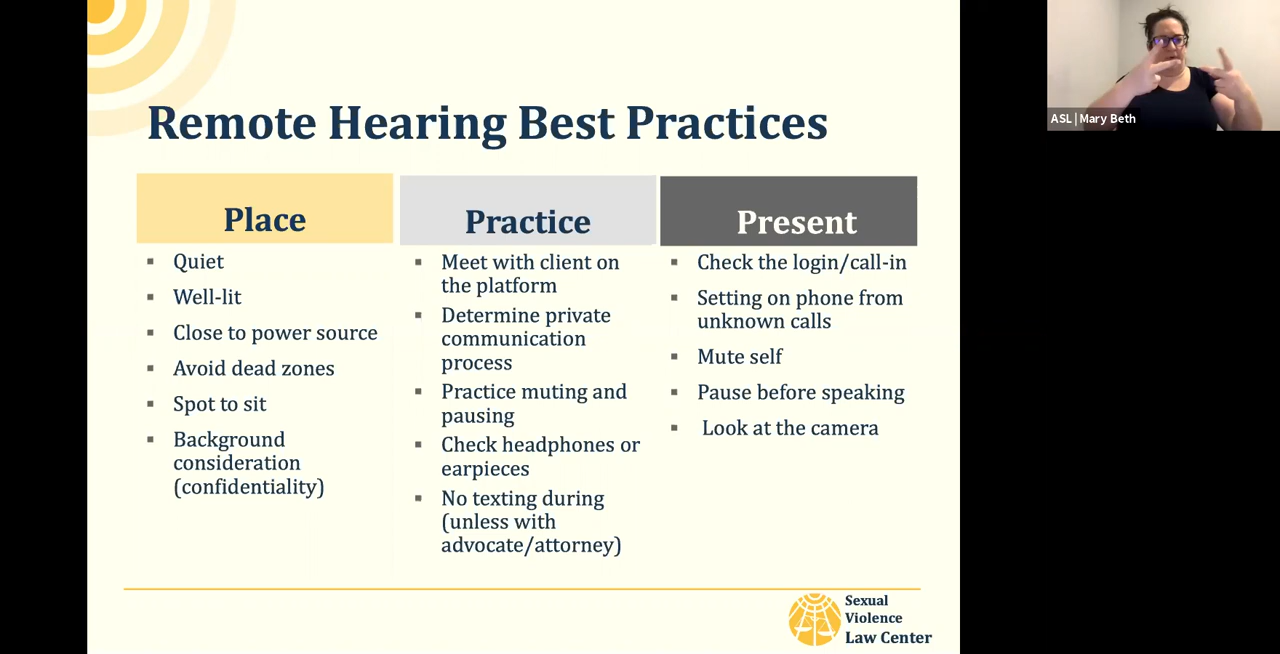 Remote Hearing Best Practices
Place
Quiet
Well-lit
Close to power source
Avoid dead zones
Spot to sit
Background
consideration
(confidentiality)
Practice
Meet with client on
the platform
Determine private
communication
process
Practice muting and
pausing
Check headphones or
earpieces
No texting during
(unless with
advocate/attorney)
Present
Check the login/call-in
Setting on phone from
unknown calls
Mute self
Pause before speaking
Look at the camera
Sexual
Violence
Law Center
ASL | Mary Beth